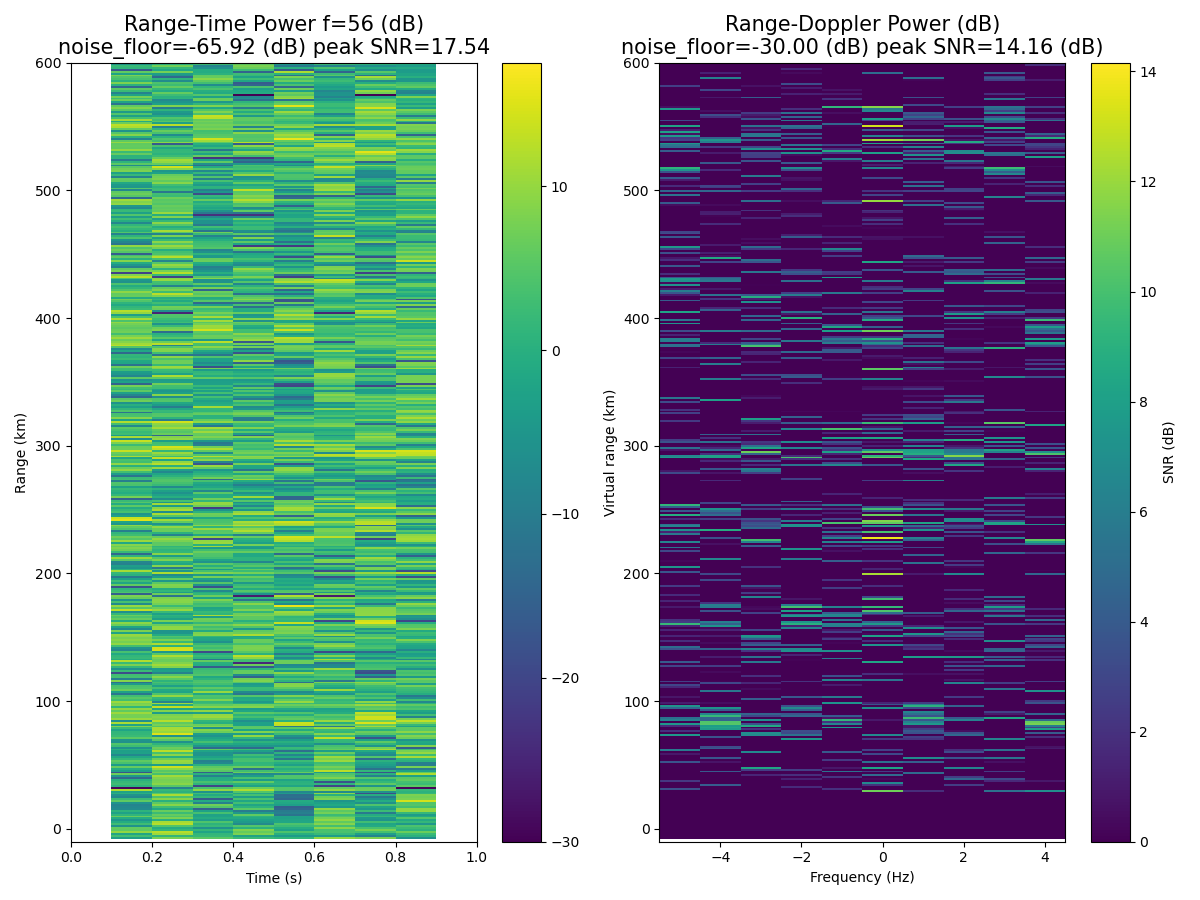 Range-Time Power f=56 (dB)
noise_floor=-65.92 (dB) peak SNR=17.54
Range (km)
600
500
400
300
200
100
0
0.0 0.2 0.4 0.6 0.8 1.0
Time (s)
10
0
−10
−20
−30
Range-Doppler Power (dB)
noise_floor=-30.00 (dB) peak SNR=14.16 (dB)
Virtual range (km)
600
500
400
300
200
100
0
−4 −2 0 2 4
Frequency (Hz)
14
12
10
8
6
4
2
0
SNR (dB)